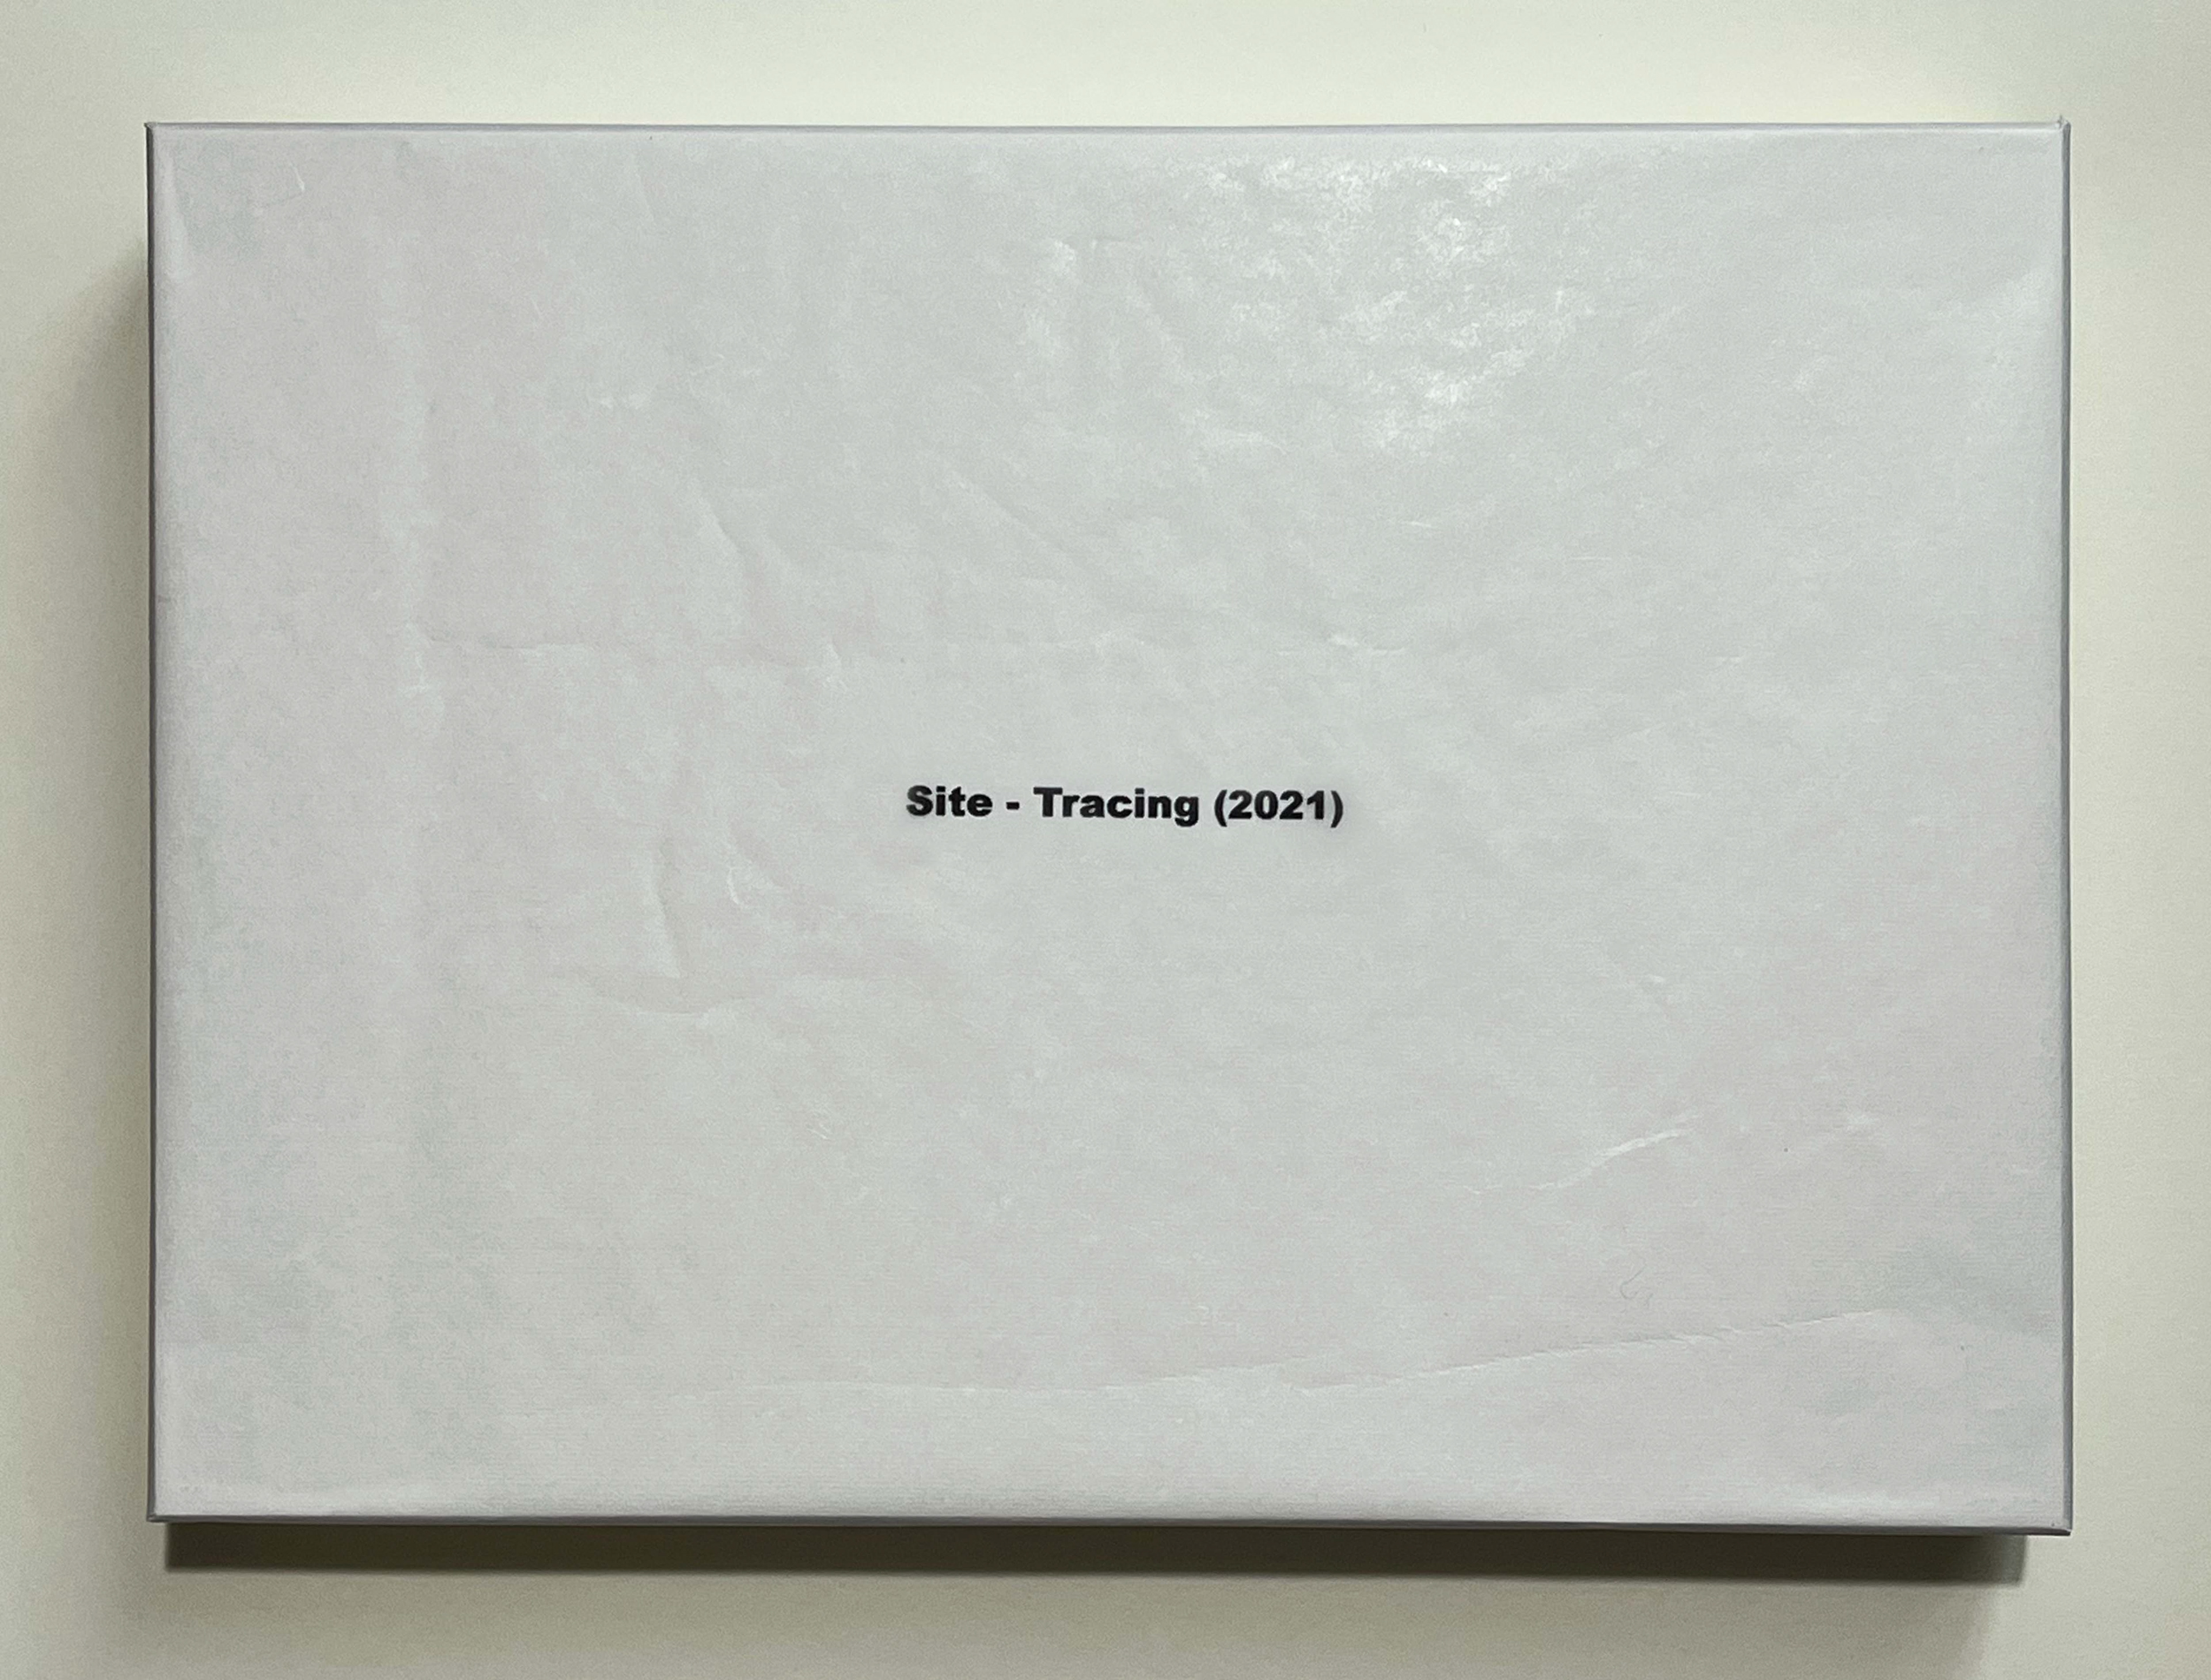 Site - Tracing (2021)